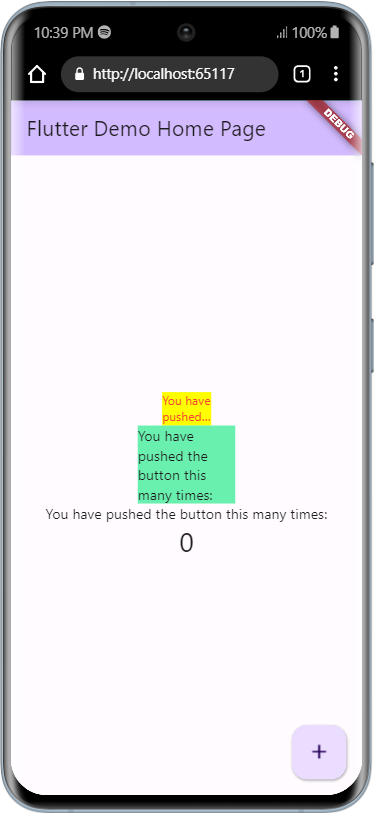 10:39 PM 100%
http://localhost:65117 1
Flutter Demo Home Page
DEBUG
You have
pushed...
You have
pushed the
button this
many times:
You have pushed the button this many times:
0
+